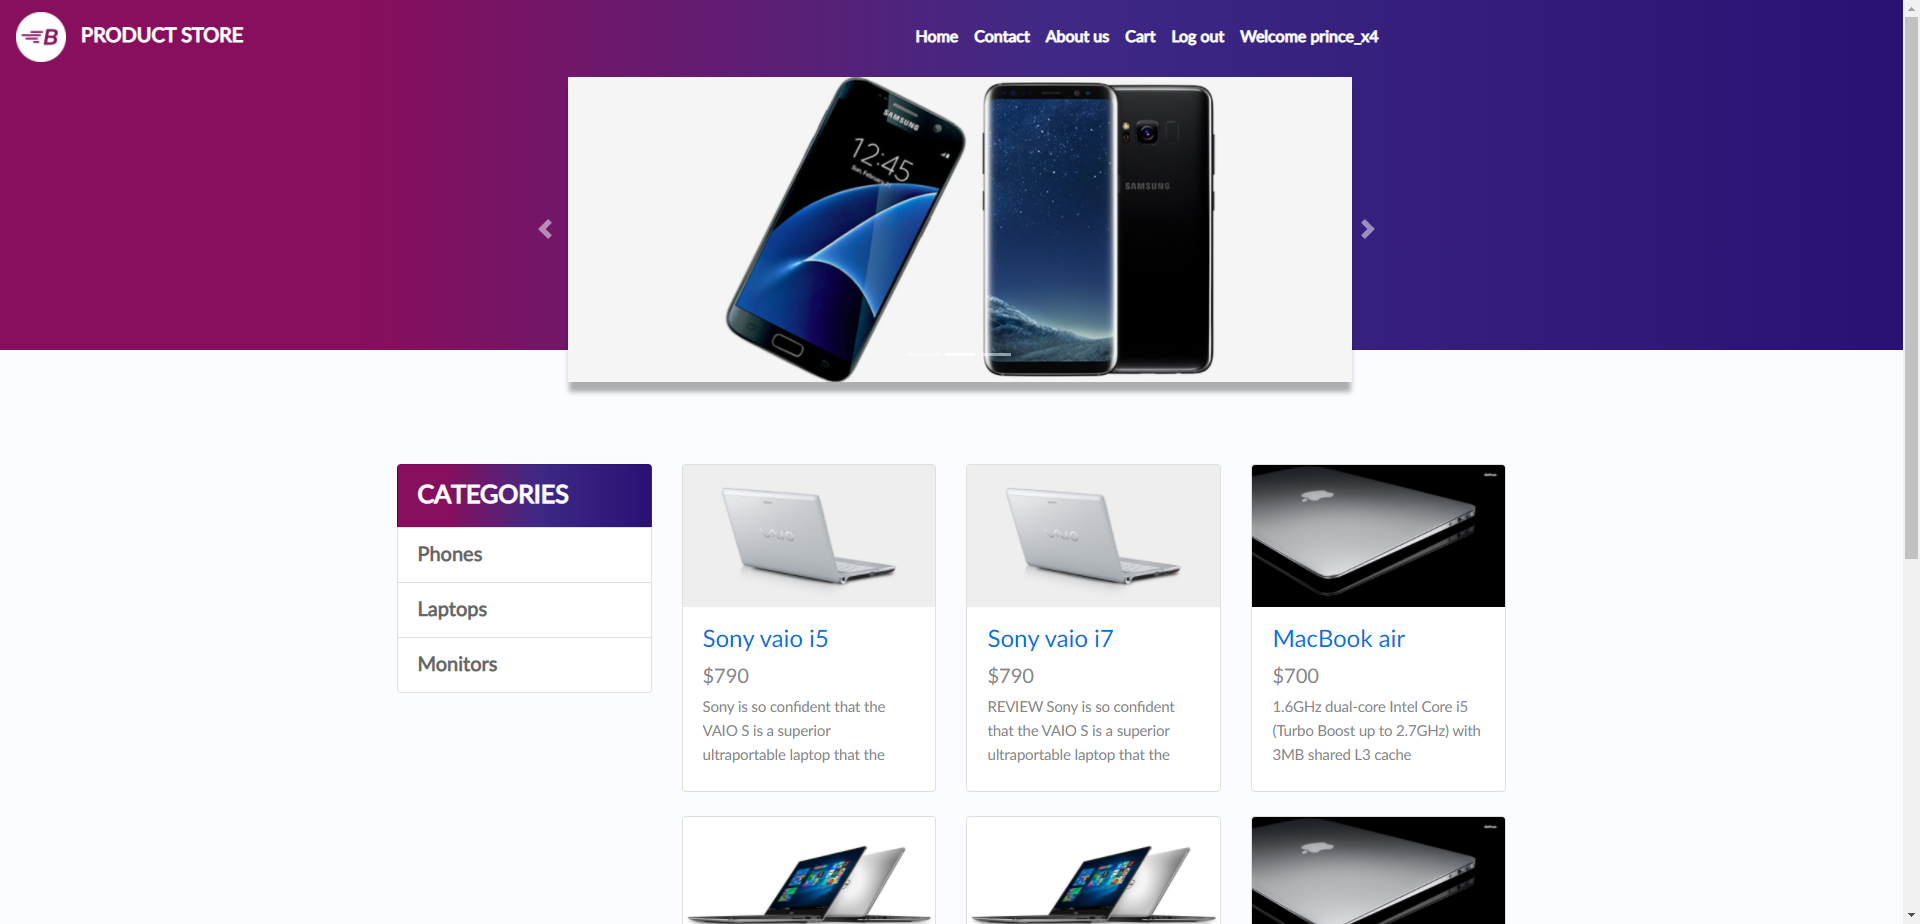 B PRODUCT STORE
Home Contact About us Cart Log out Welcome prince_x4
SAMSUNG
12:45
SAMSUNG
CATEGORIES
Phones
Laptops
Monitors
VAIO
Sony vaio i5
$790
Sony is so confident that the
VAIO S is a superior
ultraportable laptop that the
VAIO
Sony vaio i7
$790
REVIEW Sony is so confident
that the VAIO S is a superior
ultraportable laptop that the
MacBook air
$700
1.6GHz dual-core Intel Core i5
(Turbo Boost up to 2.7GHz) with
3MB shared L3 cache